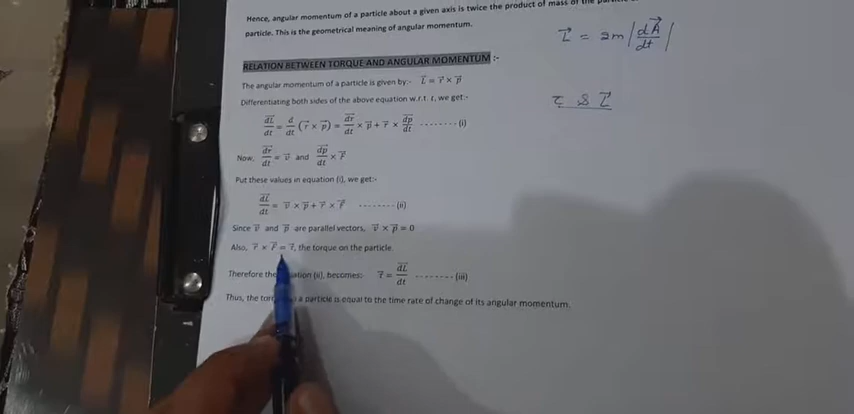 Hence, angular momentum of a particle about a given axis is twice the product of mass of the
particle. This is the geometrical meaning of angular momentum.
L⃗ = 2m|dA⃗/dt|
RELATION BETWEEN TORQUE AND ANGULAR MOMENTUM :-
The angular momentum of a particle is given by:- L⃗ = r⃗ × p⃗
Differentiating both sides of the above equation w.r.t. t, we get:-
τ & L⃗
dL⃗/dt = d/dt (r⃗ × p⃗) = dr⃗/dt × p⃗ + r⃗ × dp⃗/dt -------- (i)
Now, dr⃗/dt = v⃗ and dp⃗/dt × F⃗
Put these values in equation (i), we get:-
dL⃗/dt = v⃗ × p⃗ + r⃗ × F⃗ -------- (ii)
Since v⃗ and p⃗ are parallel vectors, v⃗ × p⃗ = 0
Also, r⃗ × F⃗ = τ⃗, the torque on the particle.
Therefore the ation (ii), becomes: τ⃗ = dL⃗/dt -------- (iii)
Thus, the a particle is equal to the time rate of change of its angular momentum.